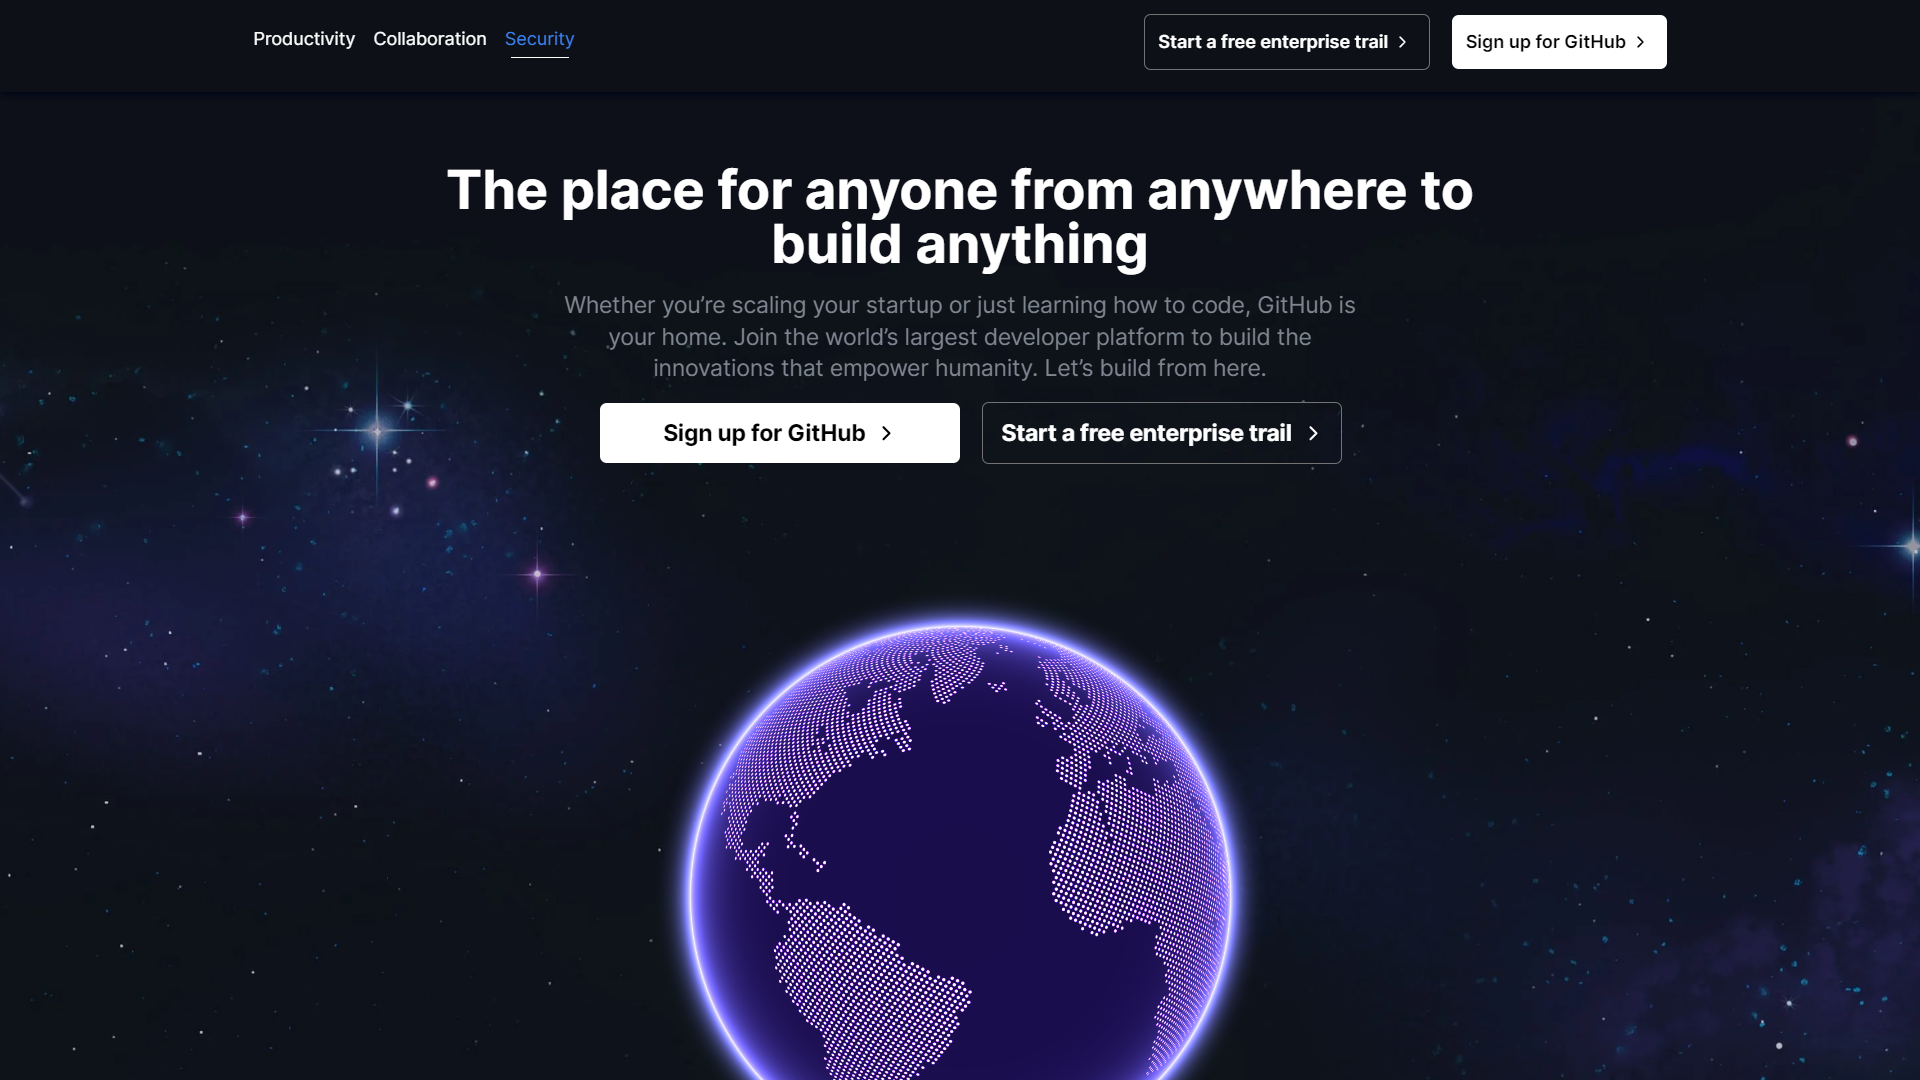 Productivity Collaboration Security
Start a free enterprise trail
Sign up for GitHub
The place for anyone from anywhere to
build anything
Whether you’re scaling your startup or just learning how to code, GitHub is
your home. Join the world’s largest developer platform to build the
innovations that empower humanity. Let’s build from here.
Sign up for GitHub
Start a free enterprise trail